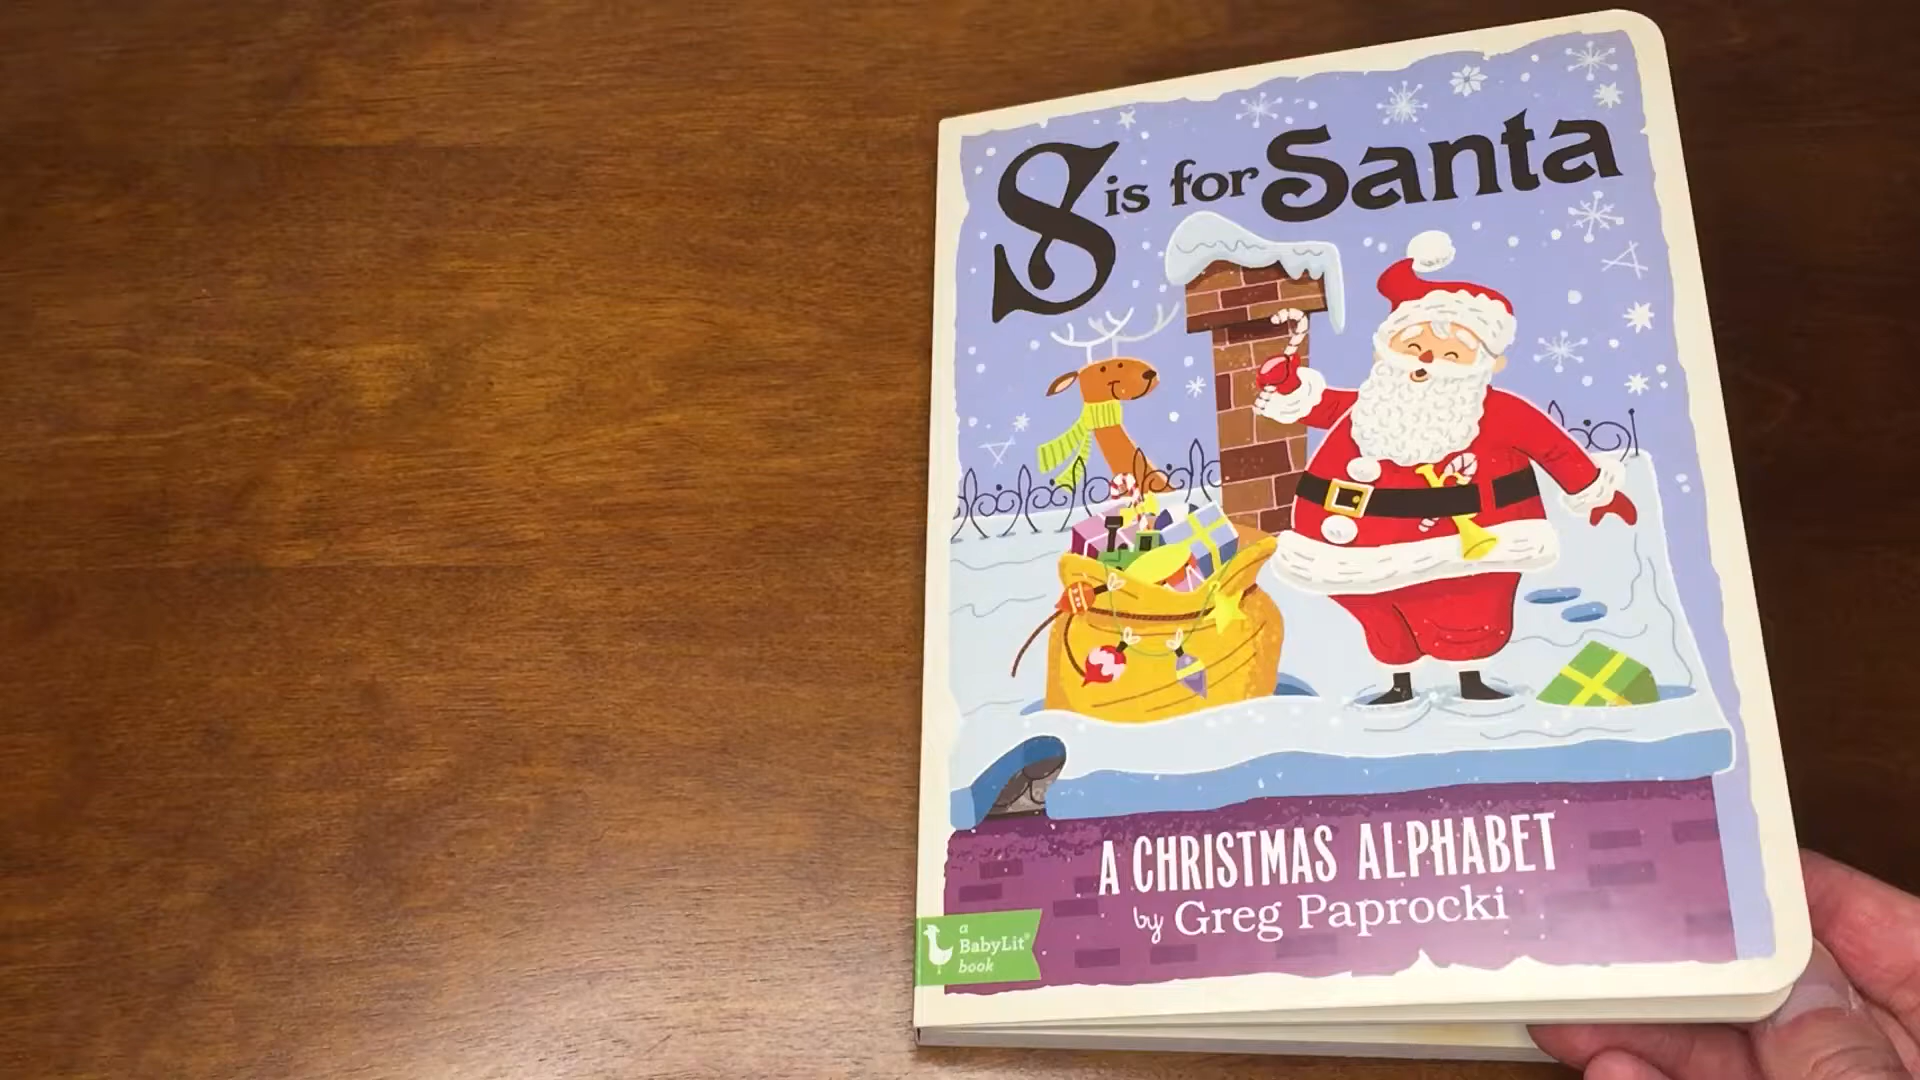 S is for Santa
A CHRISTMAS ALPHABET
by Greg Paprocki
a
BabyLit®
book